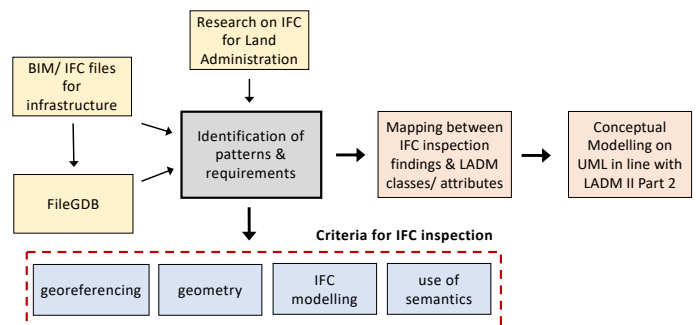 Research on IFC
for Land
Administration
BIM/ IFC files
for
infrastructure
Identification of
patterns &
requirements
Mapping between
IFC inspection
findings & LADM
classes/ attributes
Conceptual
Modelling on
UML in line with
LADM II Part 2
FileGDB
Criteria for IFC inspection
georeferencing
geometry
IFC
modelling
use of
semantics